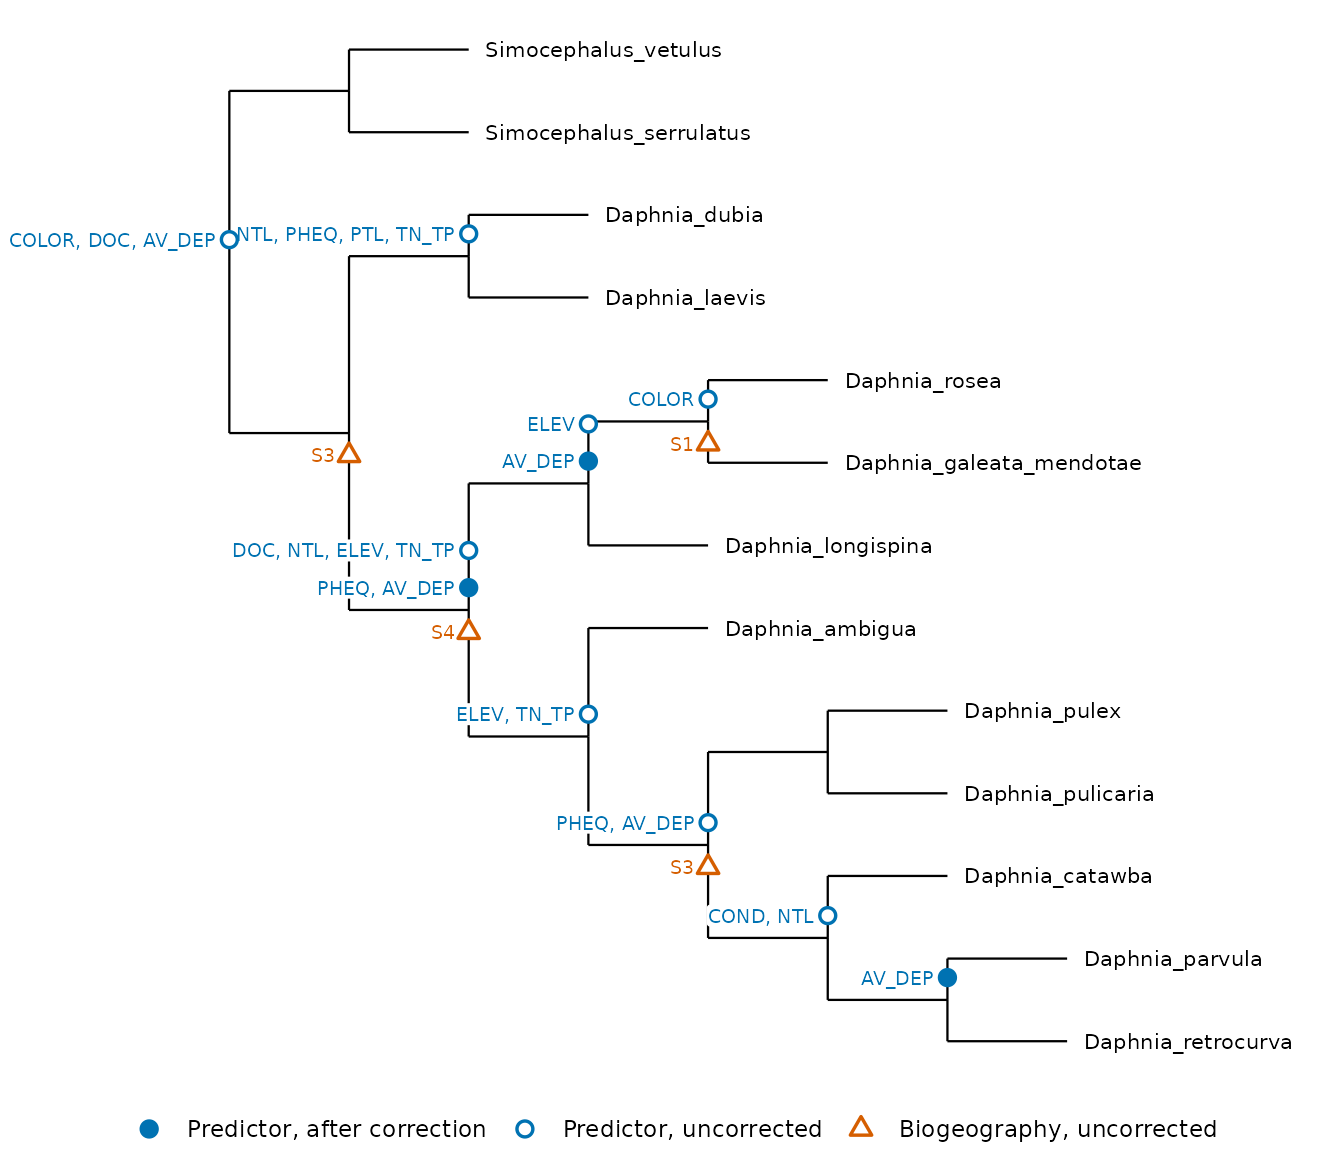 Simocephalus_vetulus
Simocephalus_serrulatus
Daphnia_dubia
COLOR, DOC, AV_DEP
NTL, PHEQ, PTL, TN_TP
Daphnia_laevis
Daphnia_rosea
COLOR
ELEV
S1
S3
AV_DEP
Daphnia_galeata_mendotae
Daphnia_longispina
DOC, NTL, ELEV, TN_TP
PHEQ, AV_DEP
S4
Daphnia_ambigua
Daphnia_pulex
ELEV, TN_TP
Daphnia_pulicaria
PHEQ, AV_DEP
S3
Daphnia_catawba
COND, NTL
Daphnia_parvula
AV_DEP
Daphnia_retrocurva
Predictor, after correction
Predictor, uncorrected
Biogeography, uncorrected